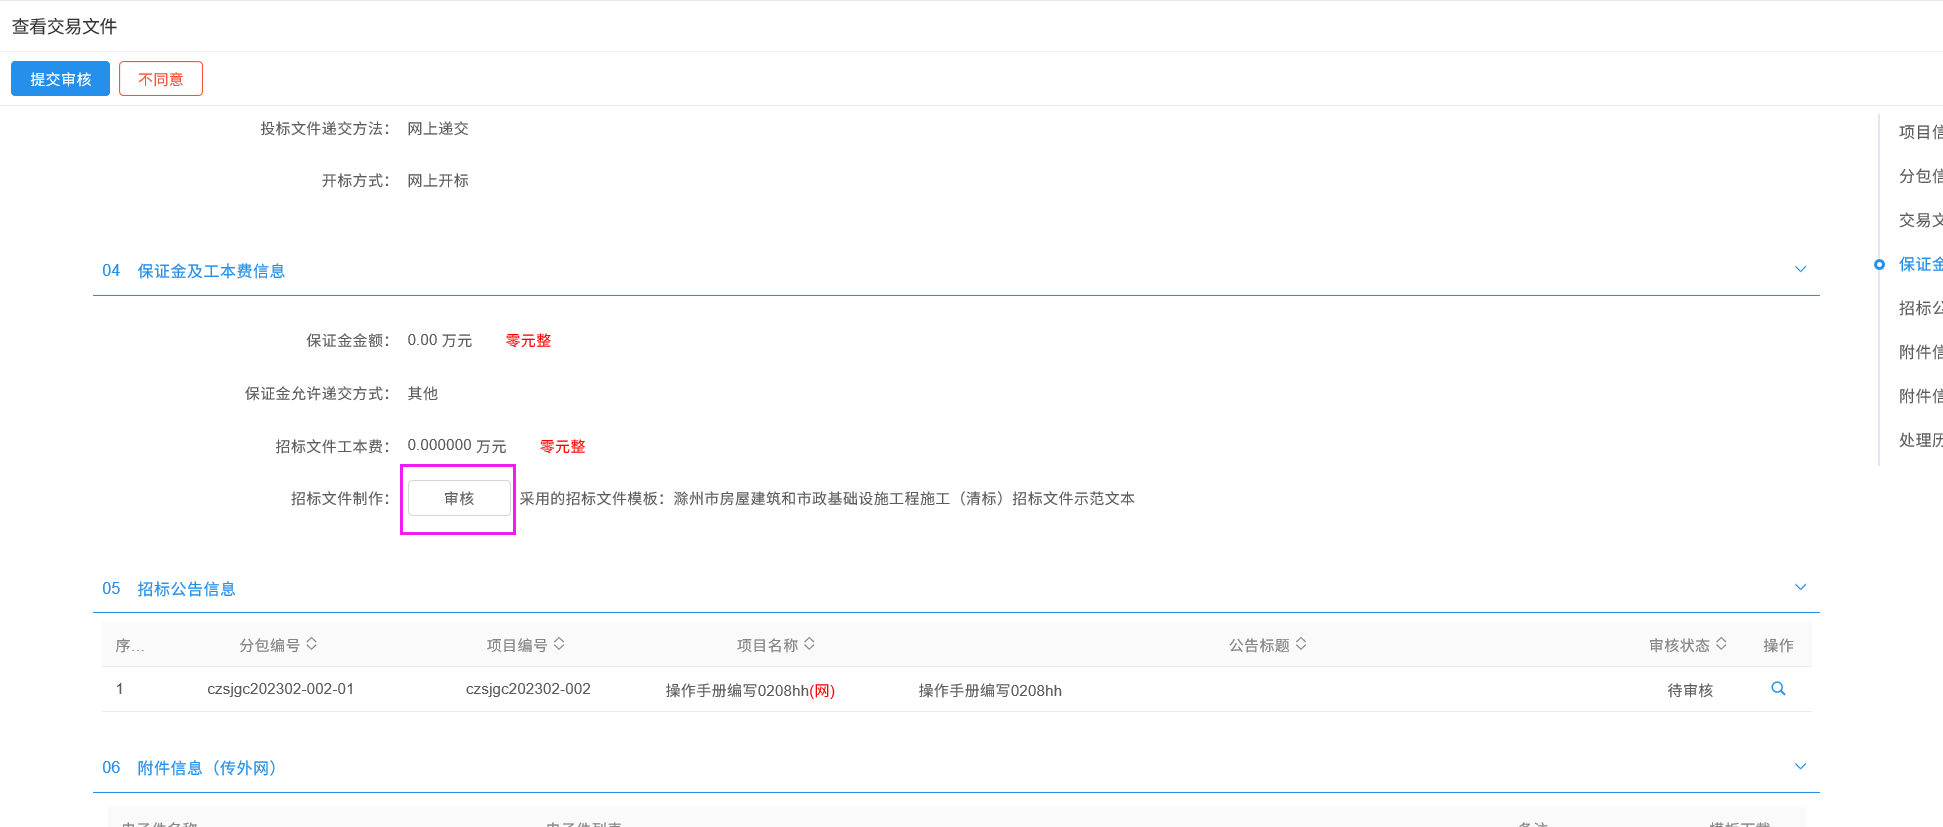 查看交易文件
提交审核 不同意
投标文件递交方法： 网上递交
开标方式： 网上开标
04 保证金及工本费信息
保证金金额： 0.00 万元 零元整
保证金允许递交方式： 其他
招标文件工本费： 0.000000 万元 零元整
招标文件制作： 审核 采用的招标文件模板：滁州市房屋建筑和市政基础设施工程施工（清标）招标文件示范文本
05 招标公告信息
序... 分包编号 项目编号 项目名称 公告标题 审核状态 操作
1 czsjgc202302-002-01 czsjgc202302-002 操作手册编写0208hh(网) 操作手册编写0208hh 待审核
06 附件信息（传外网）
项目信
分包信
交易文
保证金
招标公
附件信
附件信
处理历